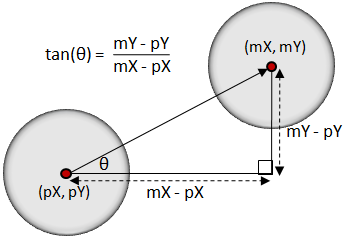 tan(θ) = mY - pY
mX - pX
(mX, mY)
mY - pY
θ
(pX, pY)
mX - pX